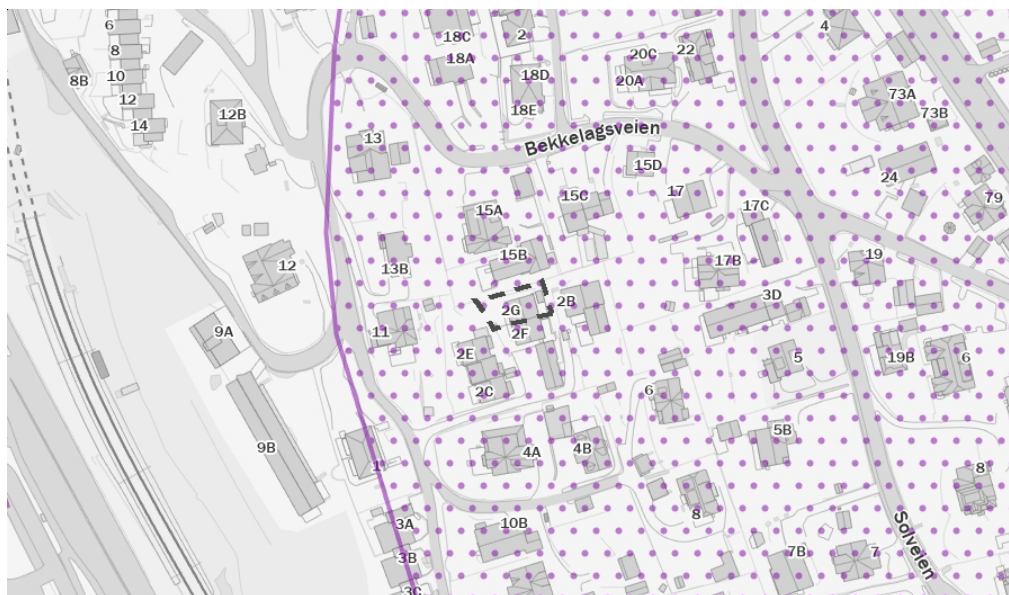 6
18C
2
4
8
22
20C
18A
18D
8B
10
20A
73A
12
12B
18E
73B
14
Bekkelagsveien
13
15D
24
17
15C
79
15A
17C
15B
19
13B
12
17B
3D
2B
2G
11
9A
2F
2E
5
19B
6
2C
6
5B
9B
4A
4B
1
8
8
3A
10B
Solveien
3B
7B
7
3C